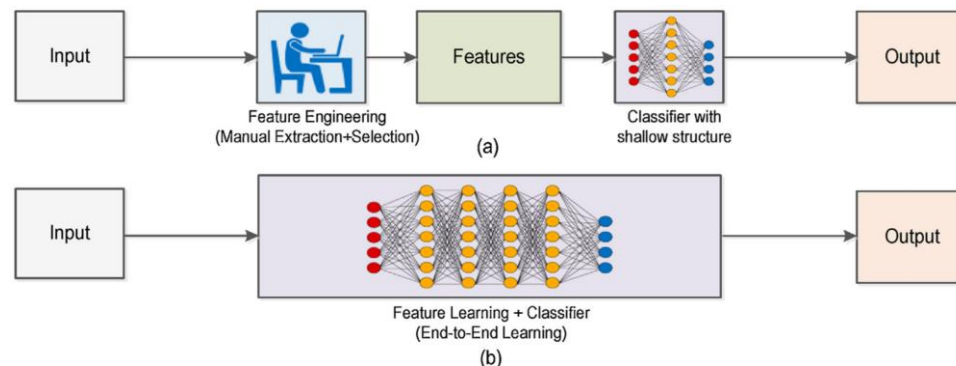 Input
Features
Output
Feature Engineering
(Manual Extraction+Selection)
Classifier with
shallow structure
(a)
Input
Output
Feature Learning + Classifier
(End-to-End Learning)
(b)